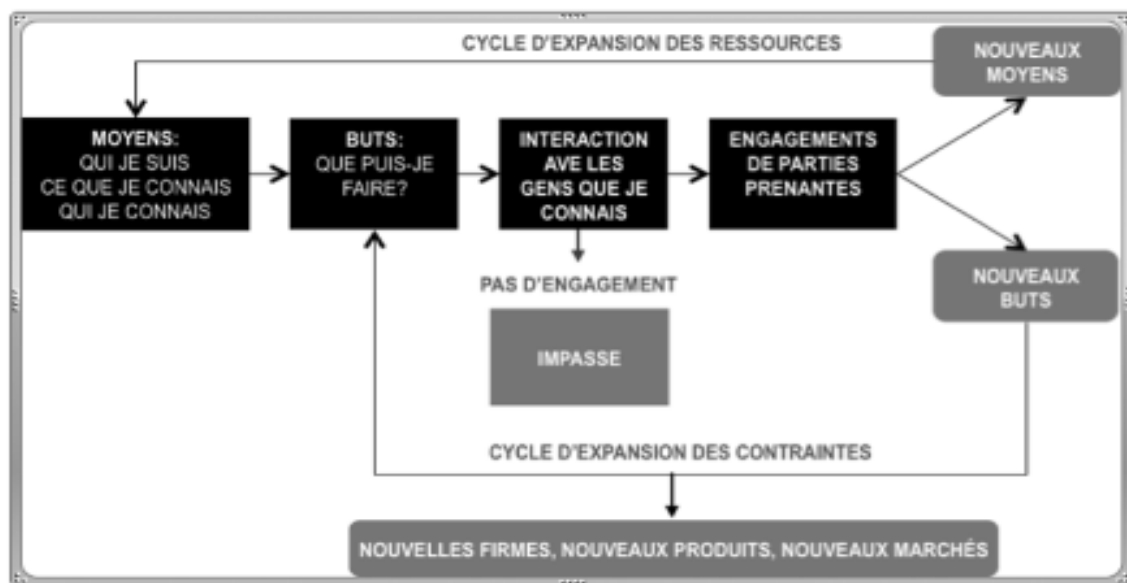 CYCLE D'EXPANSION DES RESSOURCES
NOUVEAUX
MOYENS
MOYENS:
QUI JE SUIS
CE QUE JE CONNAIS
QUI JE CONNAIS
BUTS:
QUE PUIS-JE
FAIRE?
INTERACTION
AVE LES
GENS QUE JE
CONNAIS
ENGAGEMENTS
DE PARTIES
PRENANTES
NOUVEAUX
BUTS
PAS D'ENGAGEMENT
IMPASSE
CYCLE D'EXPANSION DES CONTRAINTES
NOUVELLES FIRMES, NOUVEAUX PRODUITS, NOUVEAUX MARCHÉS